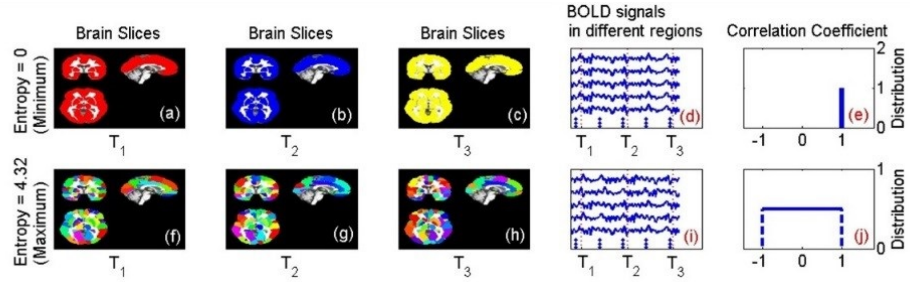 Brain Slices
Brain Slices
Brain Slices
BOLD signals
in different regions
Correlation Coefficient
Entropy = 0
(Minimum)
(a)
(b)
(c)
(d)
(e)
2
1
0
Distribution
T1
T2
T3
T1 T2 T3
-1 0 1
Entropy = 4.32
(Maximum)
(f)
(g)
(h)
(i)
(j)
1
0
Distribution
T1
T2
T3
T1 T2 T3
-1 0 1